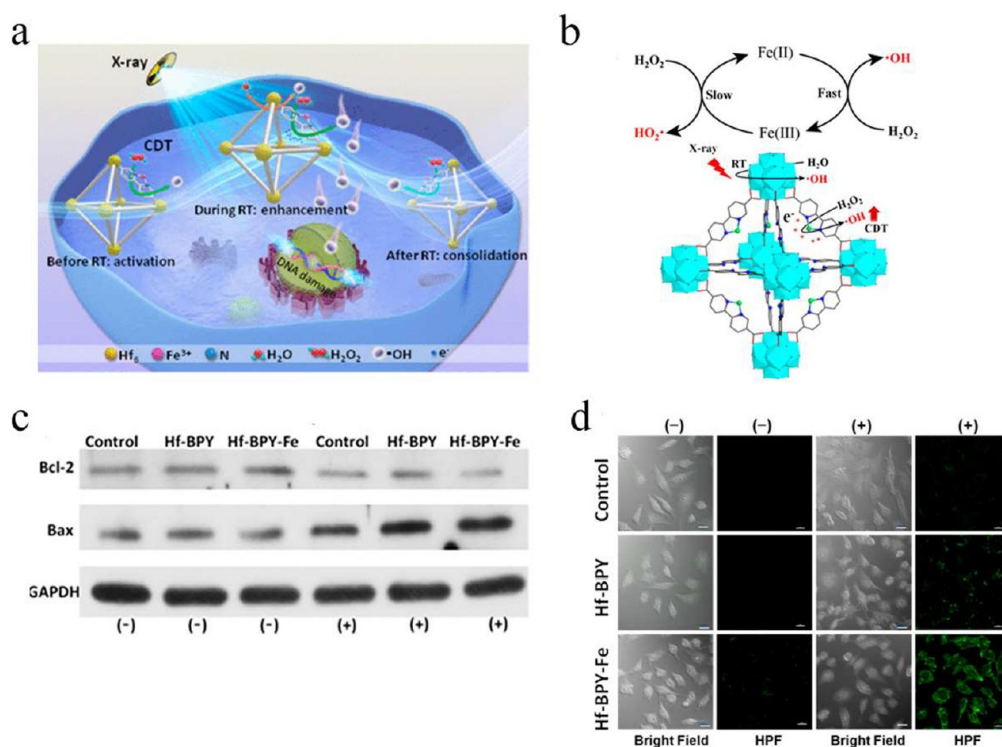 a
X-ray
CDT
During RT: enhancement
Before RT: activation
After RT: consolidation
DNA damage
Hf₆ Fe³⁺ N H₂O H₂O₂ •OH e⁻
b
H₂O₂ Fe(II) •OH
Slow Fast
HO₂• Fe(III) H₂O₂
X-ray
RT H₂O
•OH
H₂O₂
e⁻ •OH
CDT
c
Control Hf-BPY Hf-BPY-Fe Control Hf-BPY Hf-BPY-Fe
Bcl-2
Bax
GAPDH
(−) (−) (−) (+) (+) (+)
d
(−) (−) (+) (+)
Control
Hf-BPY
Hf-BPY-Fe
Bright Field HPF Bright Field HPF